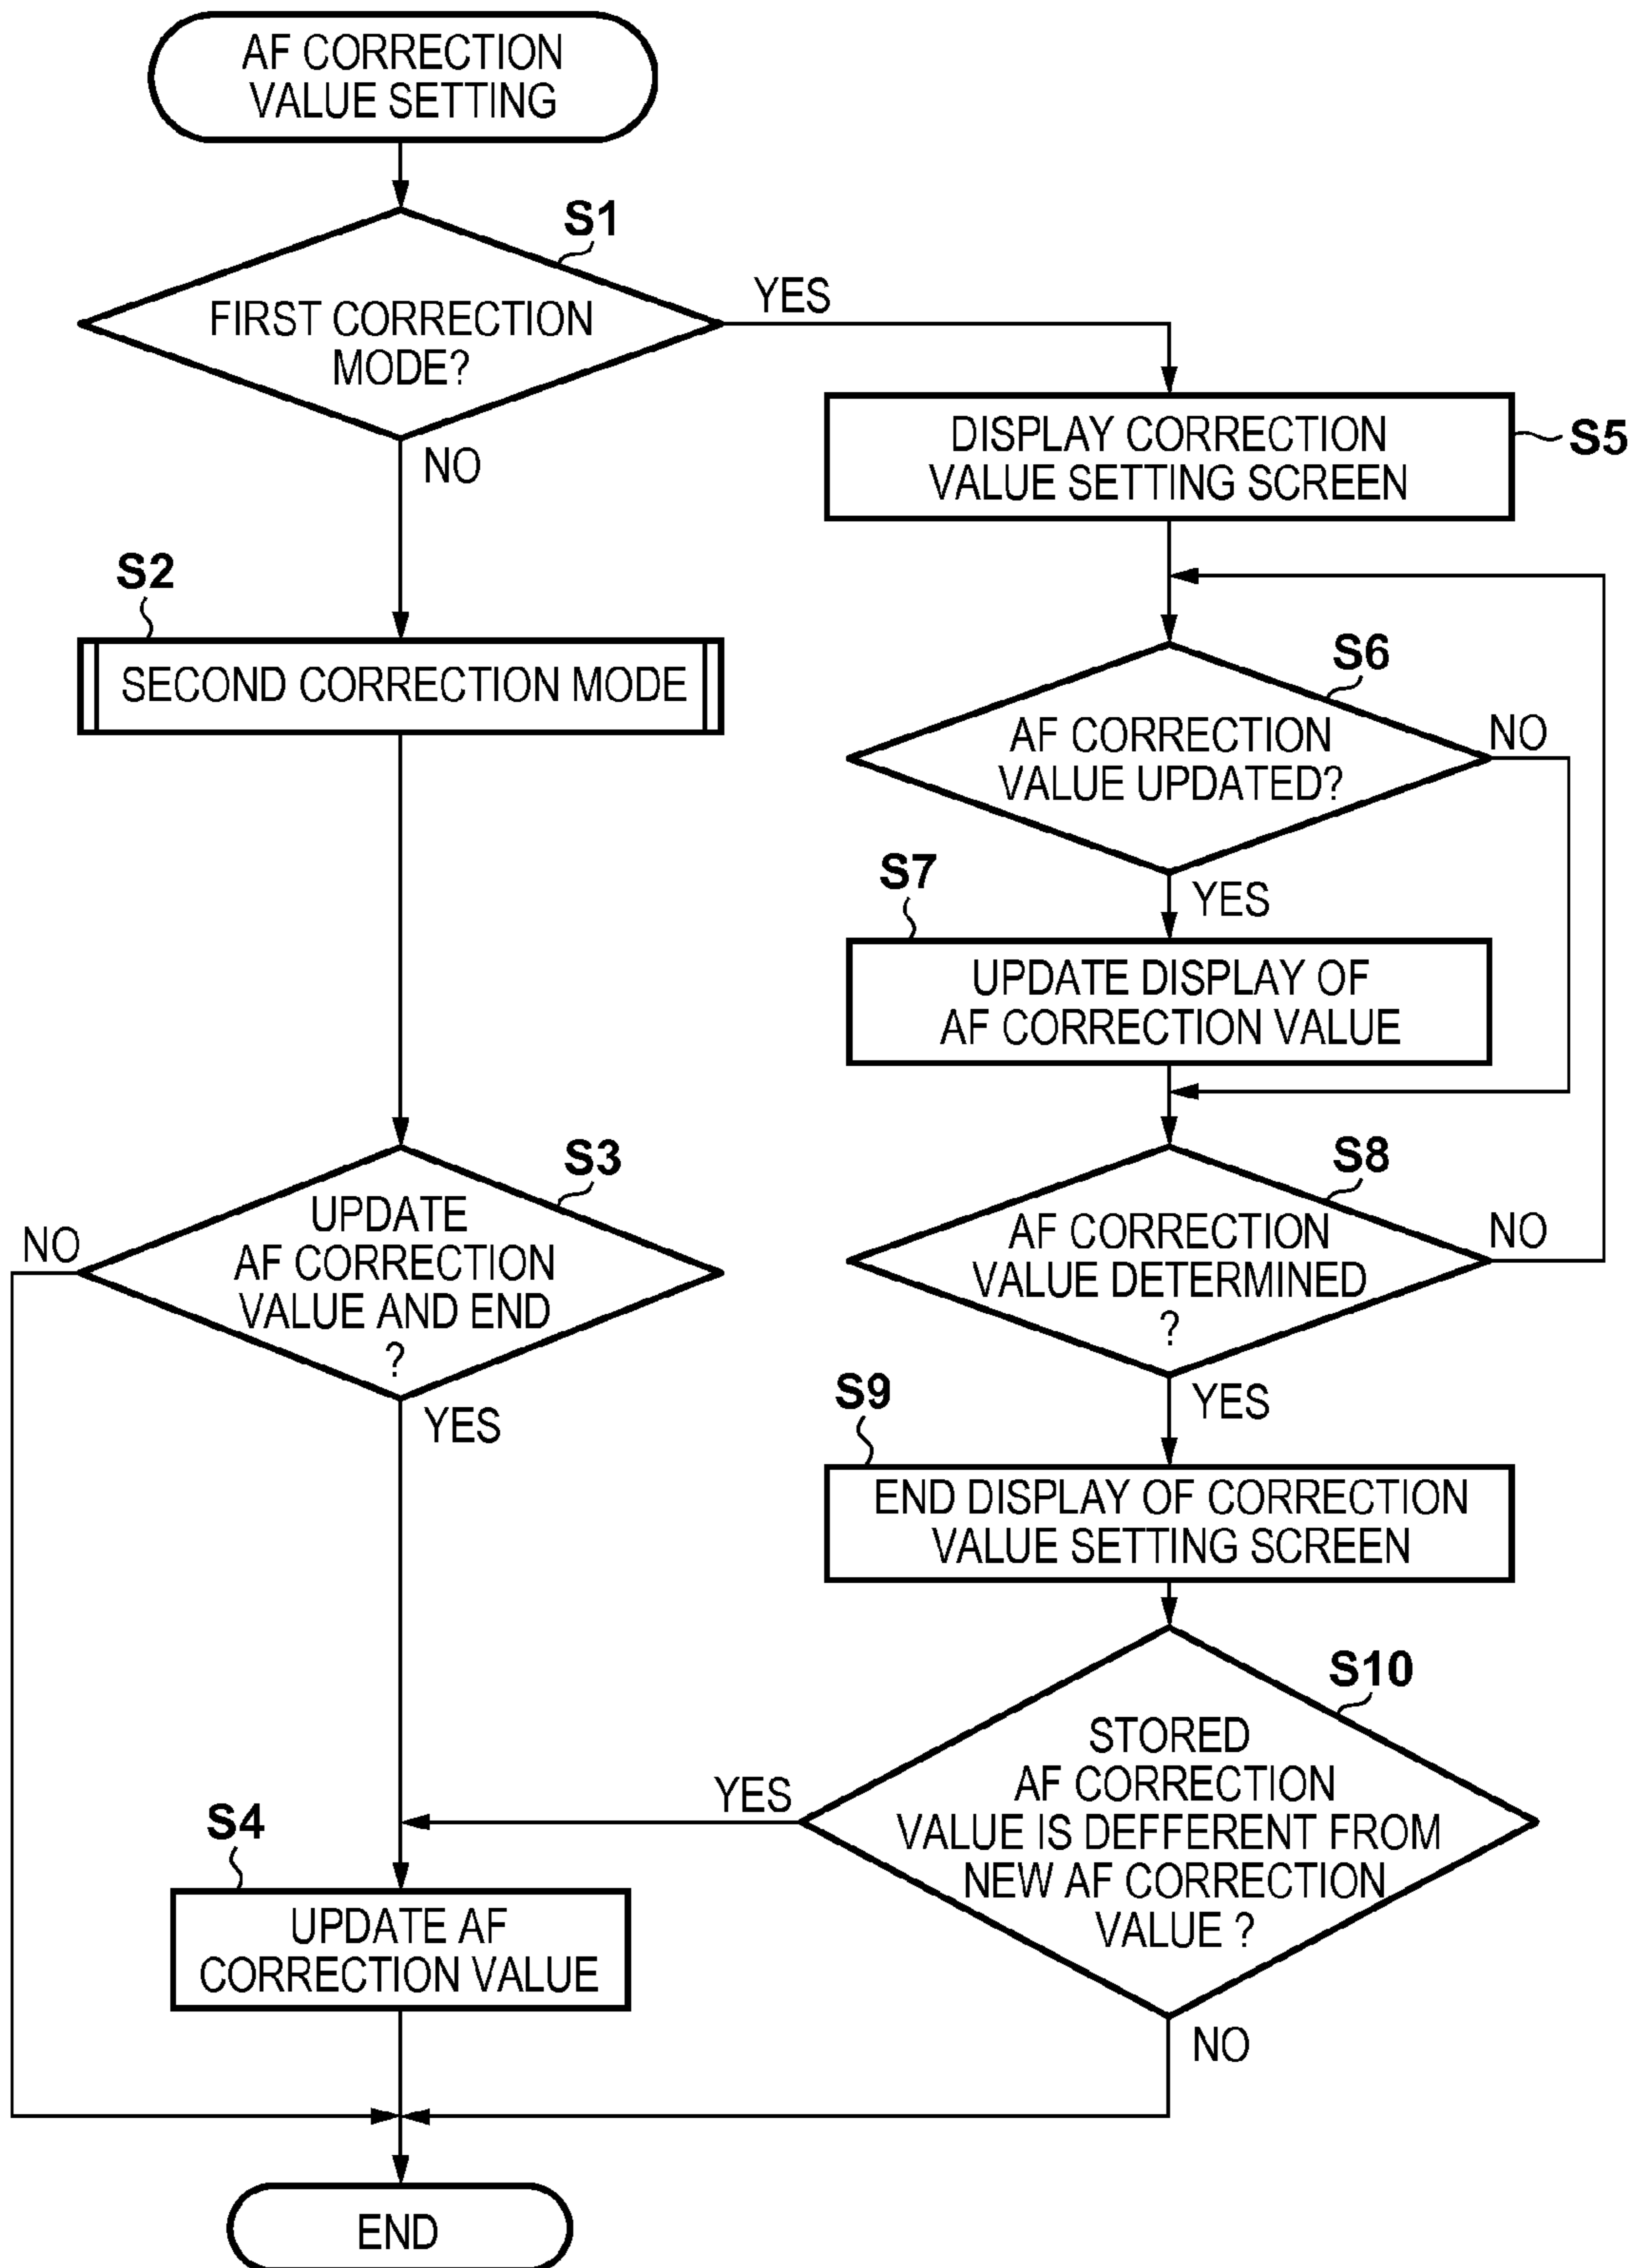 AF CORRECTION
VALUE SETTING
S1
FIRST CORRECTION
MODE?
YES
NO
DISPLAY CORRECTION
VALUE SETTING SCREEN
S5
S2
SECOND CORRECTION MODE
S6
AF CORRECTION
VALUE UPDATED?
NO
YES
S7
UPDATE DISPLAY OF
AF CORRECTION VALUE
S3
UPDATE
AF CORRECTION
VALUE AND END
?
NO
YES
S8
AF CORRECTION
VALUE DETERMINED
?
NO
YES
S9
END DISPLAY OF CORRECTION
VALUE SETTING SCREEN
S10
STORED
AF CORRECTION
VALUE IS DEFFERENT FROM
NEW AF CORRECTION
VALUE ?
YES
NO
S4
UPDATE AF
CORRECTION VALUE
END